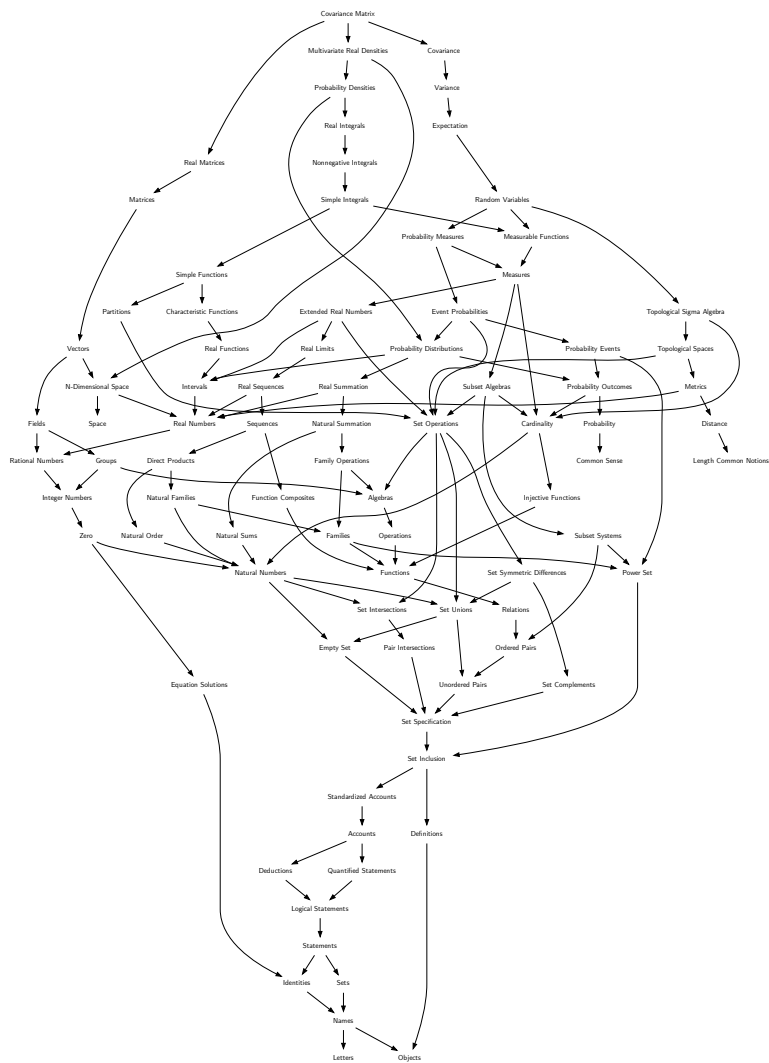 Covariance Matrix
Multivariate Real Densities
Covariance
Probability Densities
Variance
Real Integrals
Expectation
Real Matrices
Nonnegative Integrals
Matrices
Simple Integrals
Random Variables
Probability Measures
Measurable Functions
Simple Functions
Measures
Partitions
Characteristic Functions
Extended Real Numbers
Event Probabilities
Topological Sigma Algebra
Vectors
Real Functions
Real Limits
Probability Distributions
Probability Events
Topological Spaces
N-Dimensional Space
Intervals
Real Sequences
Real Summation
Subset Algebras
Probability Outcomes
Metrics
Fields
Space
Real Numbers
Sequences
Natural Summation
Set Operations
Cardinality
Probability
Distance
Rational Numbers
Groups
Direct Products
Family Operations
Common Sense
Length Common Notions
Integer Numbers
Natural Families
Function Composites
Algebras
Injective Functions
Zero
Natural Order
Natural Sums
Families
Operations
Subset Systems
Natural Numbers
Functions
Set Symmetric Differences
Power Set
Set Intersections
Set Unions
Relations
Empty Set
Pair Intersections
Ordered Pairs
Equation Solutions
Unordered Pairs
Set Complements
Set Specification
Set Inclusion
Standardized Accounts
Accounts
Definitions
Deductions
Quantified Statements
Logical Statements
Statements
Identities
Sets
Names
Letters
Objects